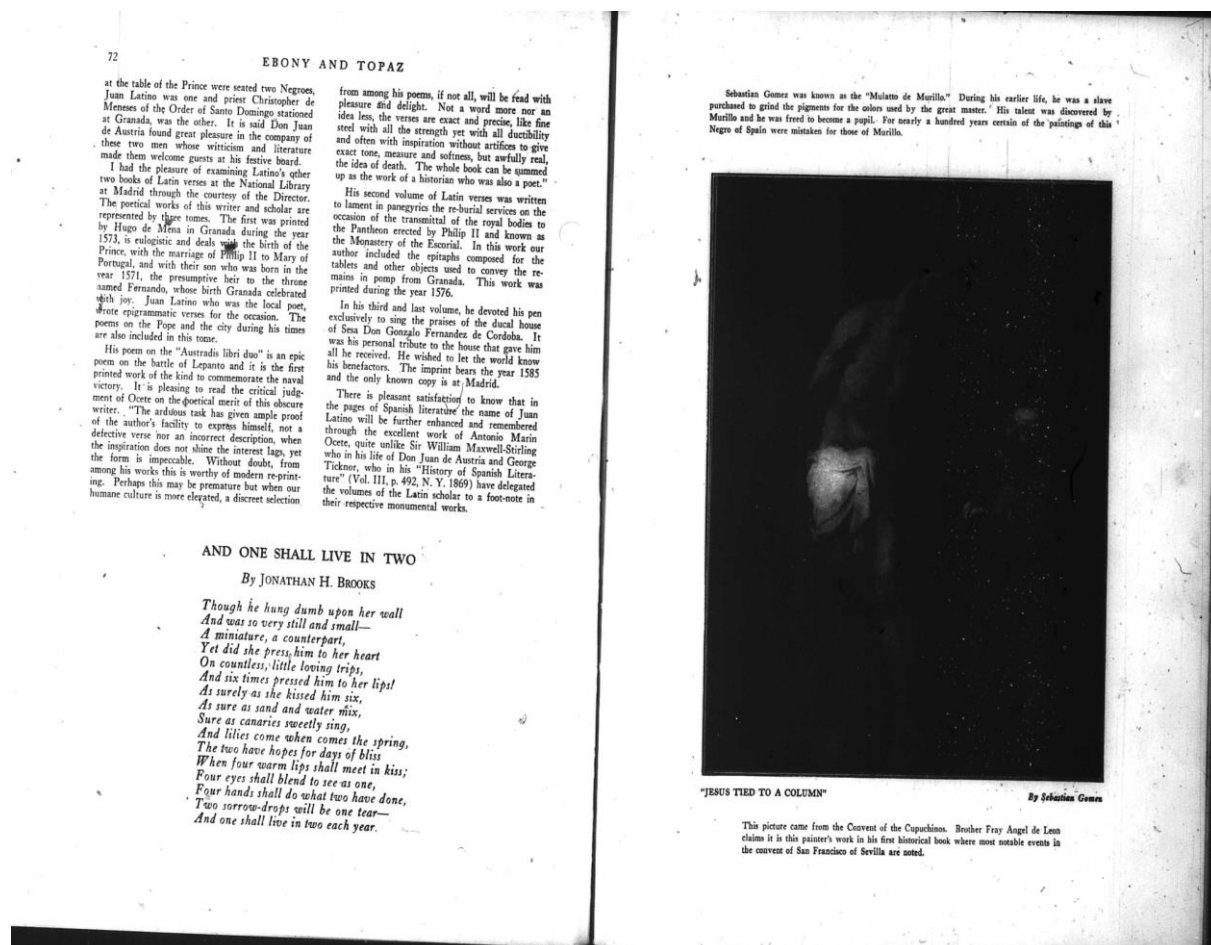 72
EBONY AND TOPAZ
at the table of the Prince were seated two Negroes,
Juan Latino was one and priest Christopher de
Meneses of the Order of Santo Domingo stationed
at Granada, was the other. It is said Don Juan
de Austria found great pleasure in the company of
these two men whose witticism and literature
made them welcome guests at his festive board.
I had the pleasure of examining Latino's other
two books of Latin verses at the National Library
at Madrid through the courtesy of the Director.
The poetical works of this writer and scholar are
represented by three tomes. The first was printed
by Hugo de Mena in Granada during the year
1573, is eulogistic and deals with the birth of the
Prince, with the marriage of Philip II to Mary of
Portugal, and with their son who was born in the
year 1571, the presumptive heir to the throne
named Fernando, whose birth Granada celebrated
with joy. Juan Latino who was the local poet,
wrote epigrammatic verses for the occasion. The
poems on the Pope and the city during his times
are also included in this tome.
His poem on the "Austradis libri duo" is an epic
poem on the battle of Lepanto and it is the first
printed work of the kind to commemorate the naval
victory. It is pleasing to read the critical judg-
ment of Ocete on the poetical merit of this obscure
writer. "The arduous task has given ample proof
of the author's facility to express himself, not a
defective verse nor an incorrect description, when
the inspiration does not shine the interest lags, yet
the form is impeccable. Without doubt, from
among his works this is worthy of modern re-print-
ing. Perhaps this may be premature but when our
humane culture is more elevated, a discreet selection
from among his poems, if not all, will be read with
pleasure and delight. Not a word more nor an
idea less, the verses are exact and precise, like fine
steel with all the strength yet with all ductibility
and often with inspiration without artifices to give
exact tone, measure and softness, but awfully real,
the idea of death. The whole book can be summed
up as the work of a historian who was also a poet."
His second volume of Latin verses was written
to lament in panegyrics the re-burial services on the
occasion of the transmittal of the royal bodies to
the Pantheon erected by Philip II and known as
the Monastery of the Escorial. In this work our
author included the epitaphs composed for the
tablets and other objects used to convey the re-
mains in pomp from Granada. This work was
printed during the year 1576.
In his third and last volume, he devoted his pen
exclusively to sing the praises of the ducal house
of Sesa Don Gonzalo Fernandez de Cordoba. It
was his personal tribute to the house that gave him
all he received. He wished to let the world know
his benefactors. The imprint bears the year 1585
and the only known copy is at Madrid.
There is pleasant satisfaction to know that in
the pages of Spanish literature the name of Juan
Latino will be further enhanced and remembered
through the excellent work of Antonio Marin
Ocete, quite unlike Sir William Maxwell-Stirling
who in his life of Don Juan de Austria and George
Ticknor, who in his "History of Spanish Litera-
ture" (Vol. III, p. 492, N. Y. 1869) have delegated
the volumes of the Latin scholar to a foot-note in
their respective monumental works.
AND ONE SHALL LIVE IN TWO
By JONATHAN H. BROOKS
Though he hung dumb upon her wall
And was so very still and small—
A miniature, a counterpart,
Yet did she press him to her heart
On countless, little loving trips,
And six times pressed him to her lips!
As surely as she kissed him six,
As sure as sand and water mix,
Sure as canaries sweetly sing,
And lilies come when comes the spring,
The two have hopes for days of bliss
When four warm lips shall meet in kiss;
Four eyes shall blend to see as one,
Four hands shall do what two have done,
Two sorrow-drops will be one tear—
And one shall live in two each year.
Sebastian Gomez was known as the "Mulatto de Murillo." During his earlier life, he was a slave
purchased to grind the pigments for the colors used by the great master. His talent was discovered by
Murillo and he was freed to become a pupil. For nearly a hundred years certain of the paintings of this
Negro of Spain were mistaken for those of Murillo.
"JESUS TIED TO A COLUMN"
By Sebastian Gomez
This picture came from the Convent of the Cupuchinos. Brother Fray Angel de Leon
claims it is this painter's work in his first historical book where most notable events in
the convent of San Francisco of Sevilla are noted.